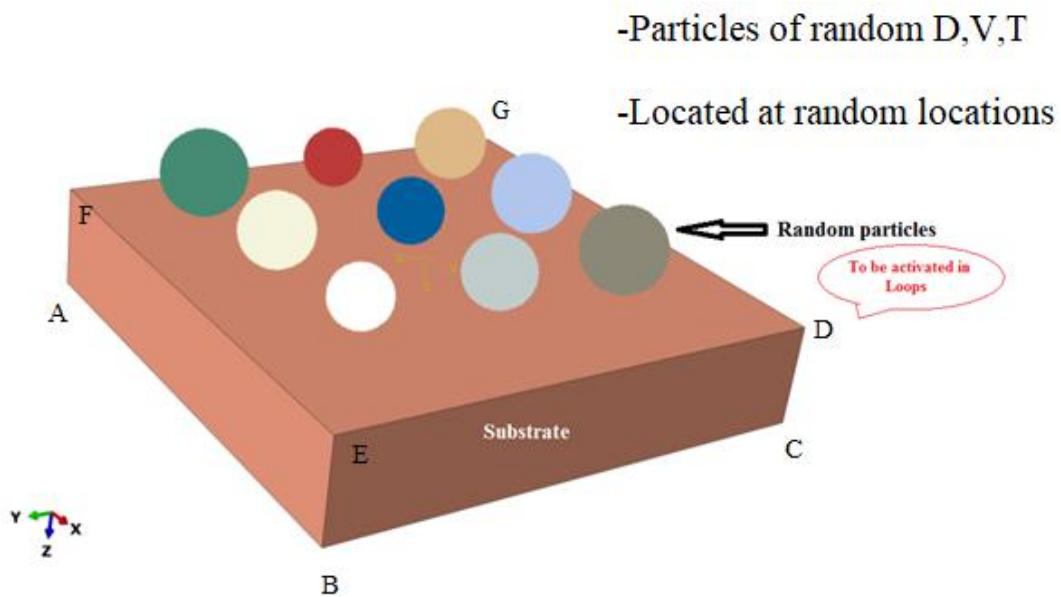 -Particles of random D,V,T
G
-Located at random locations
F
Random particles
To be activated in
Loops
A
D
Substrate
E
C
Y
X
Z
B